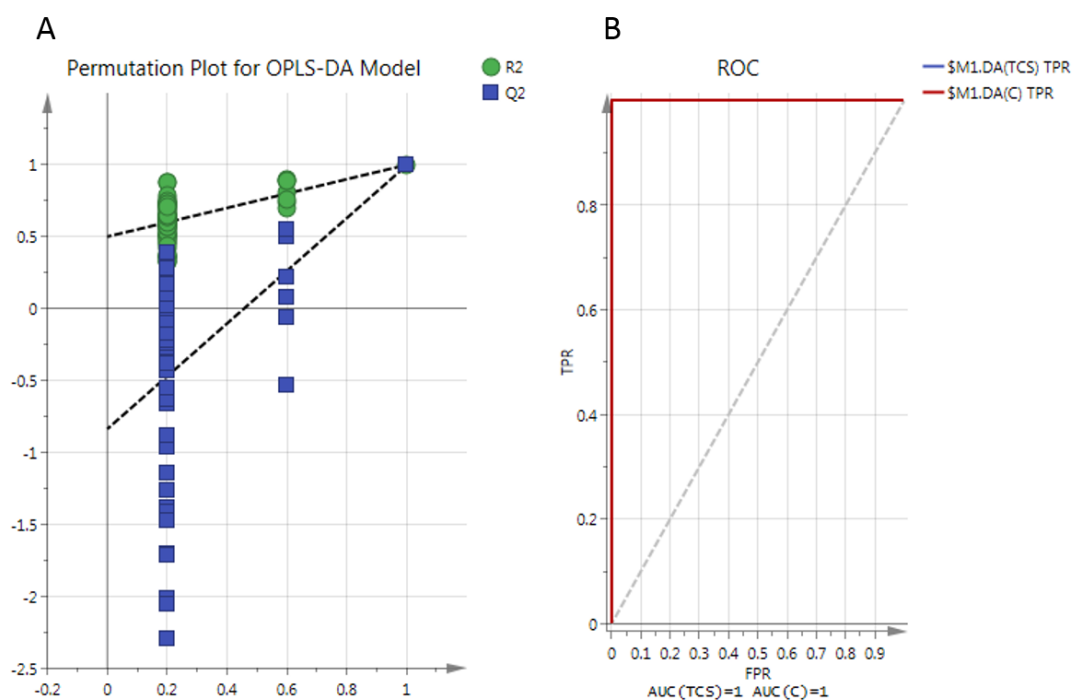 A
Permutation Plot for OPLS-DA Model
R2
Q2
1
0.5
0
-0.5
-1
-1.5
-2
-2.5
-0.2 0 0.2 0.4 0.6 0.8 1
B
ROC
$M1.DA(TCS) TPR
$M1.DA(C) TPR
TPR
0.8
0.6
0.4
0.2
0
0 0.1 0.2 0.3 0.4 0.5 0.6 0.7 0.8 0.9
FPR
AUC(TCS)=1 AUC(C)=1